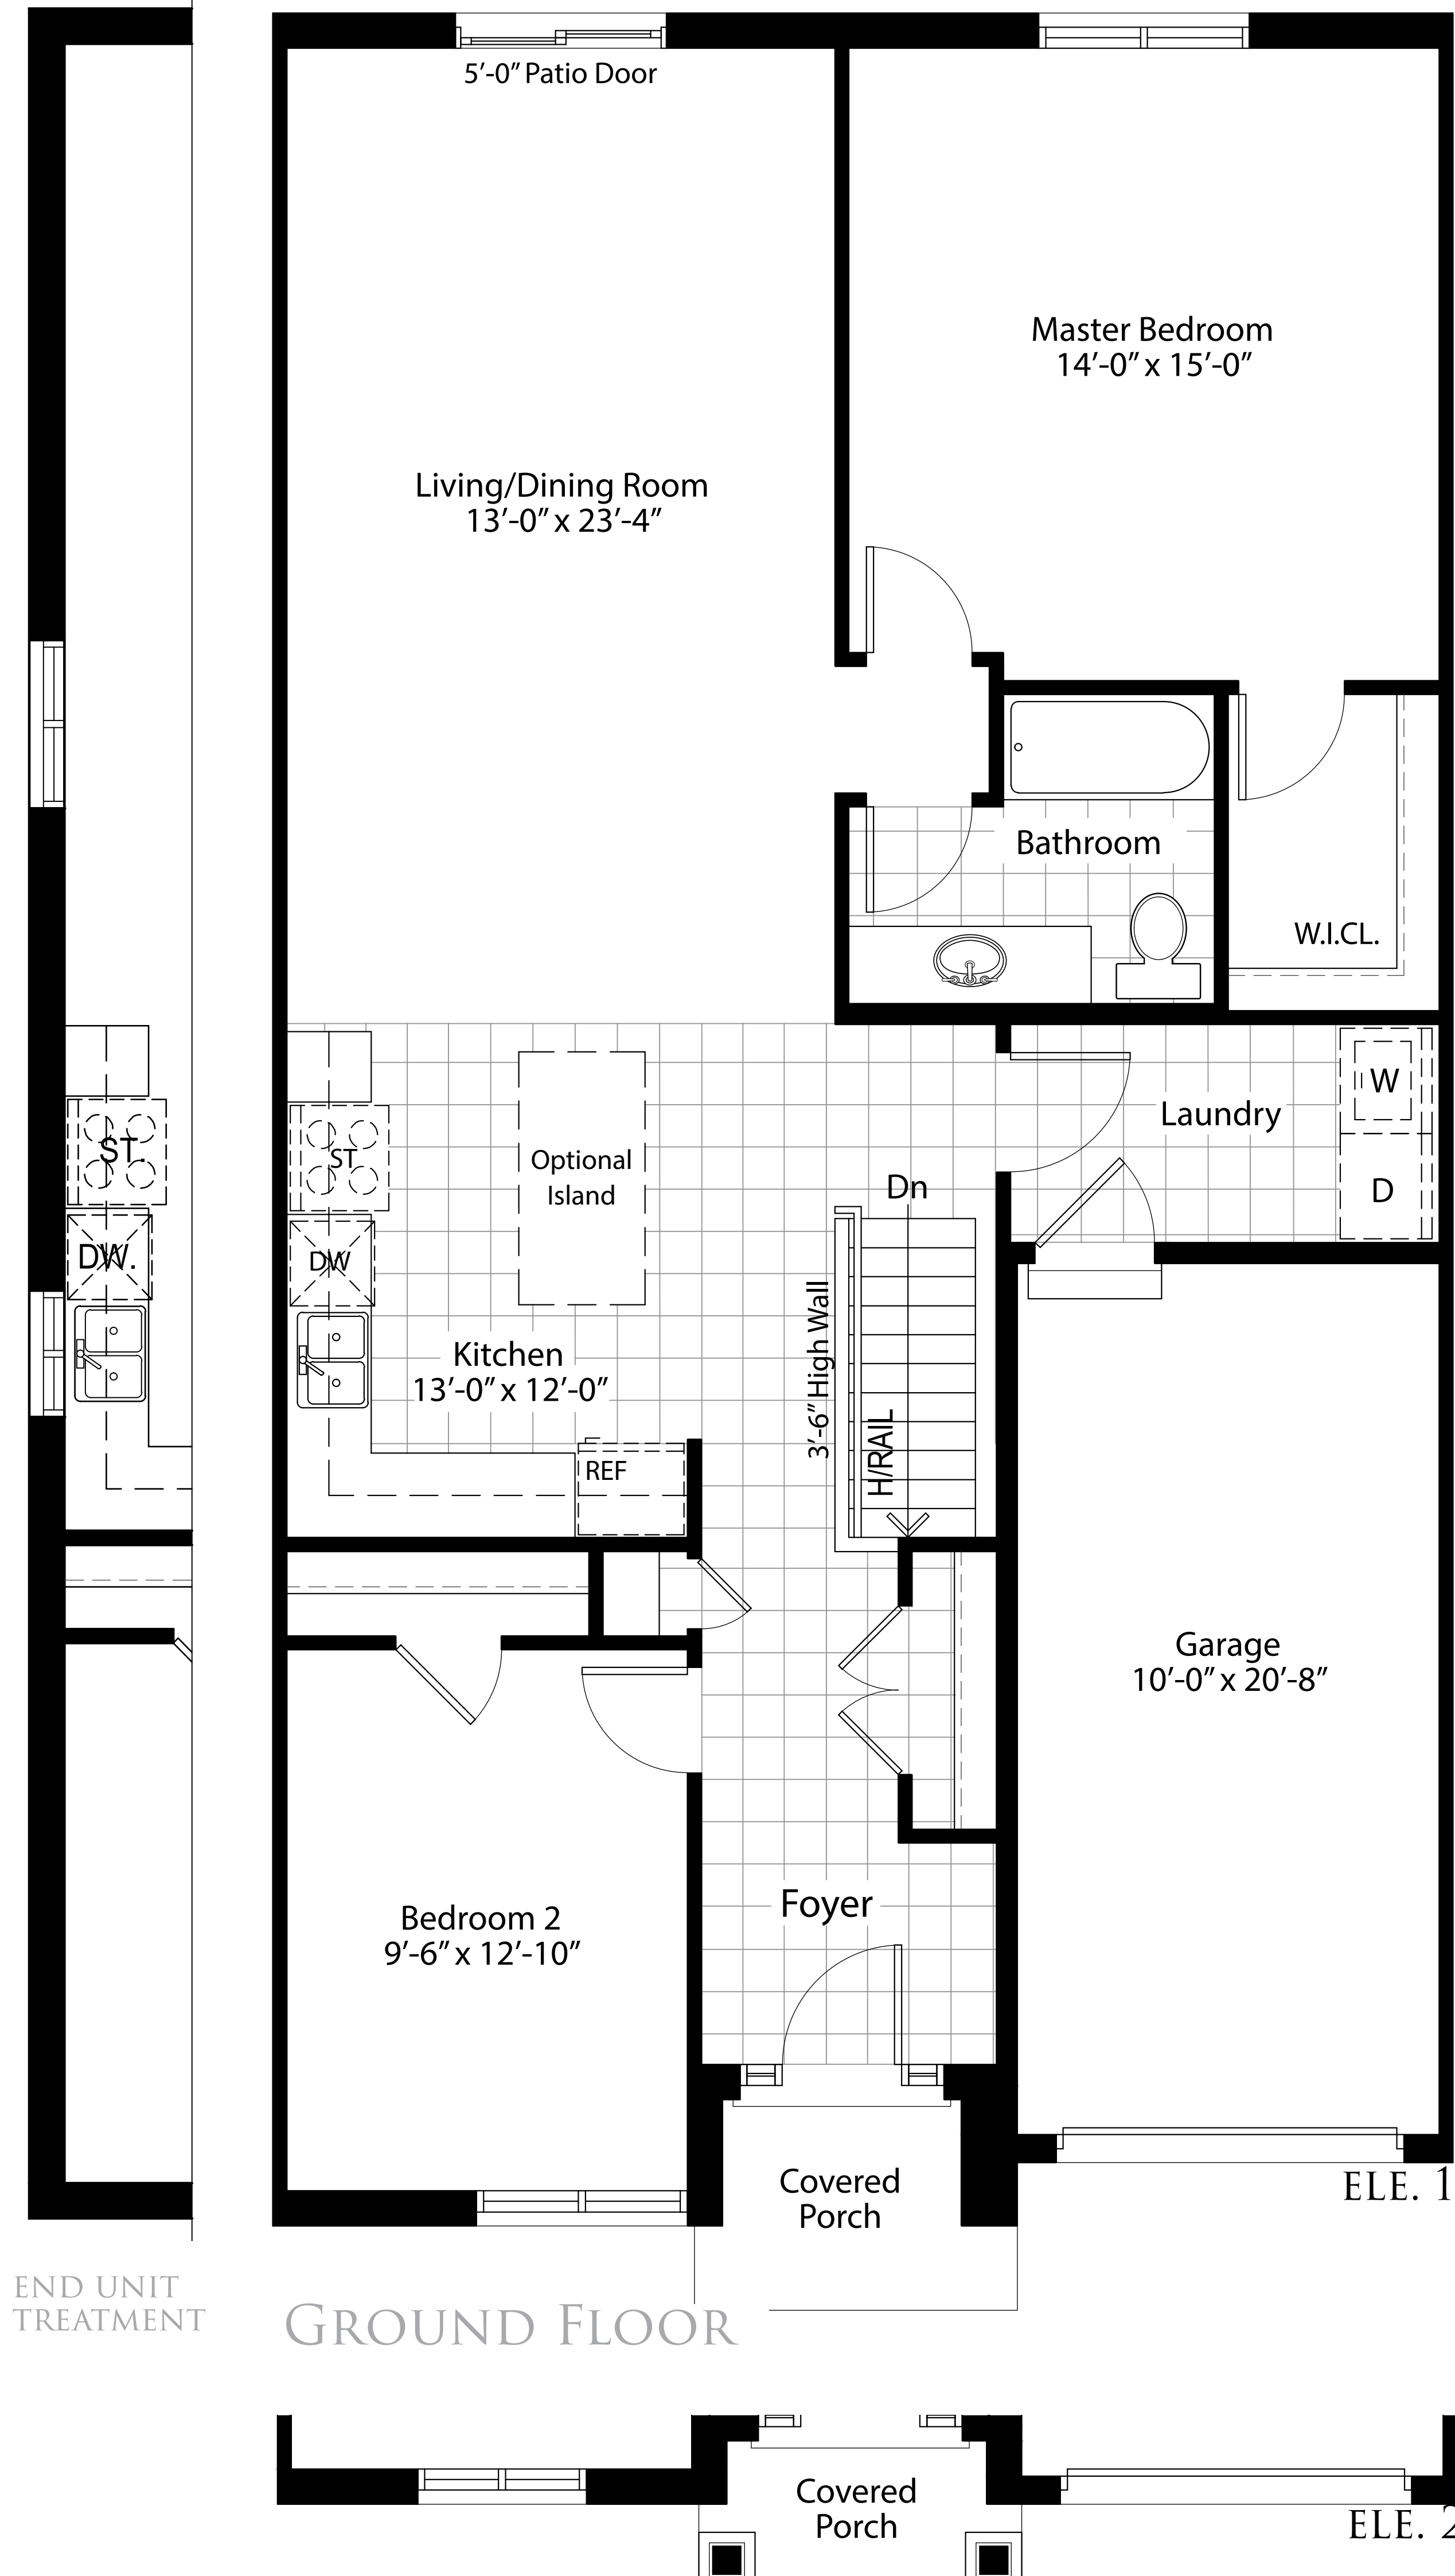 5’-0” Patio Door
Master Bedroom
14’-0” x 15’-0”
Living/Dining Room
13’-0” x 23’-4”
Bathroom
W.I.CL.
W
Laundry
D
ST.
ST
Optional
Island
Dn
DW.
DW
3’-6” High Wall
H/RAIL
Kitchen
13’-0” x 12’-0”
REF
Garage
10’-0” x 20’-8”
Foyer
Bedroom 2
9’-6” x 12’-10”
Covered
Porch
ELE. 1
END UNIT
TREATMENT
GROUND FLOOR
Covered
Porch
ELE. 2